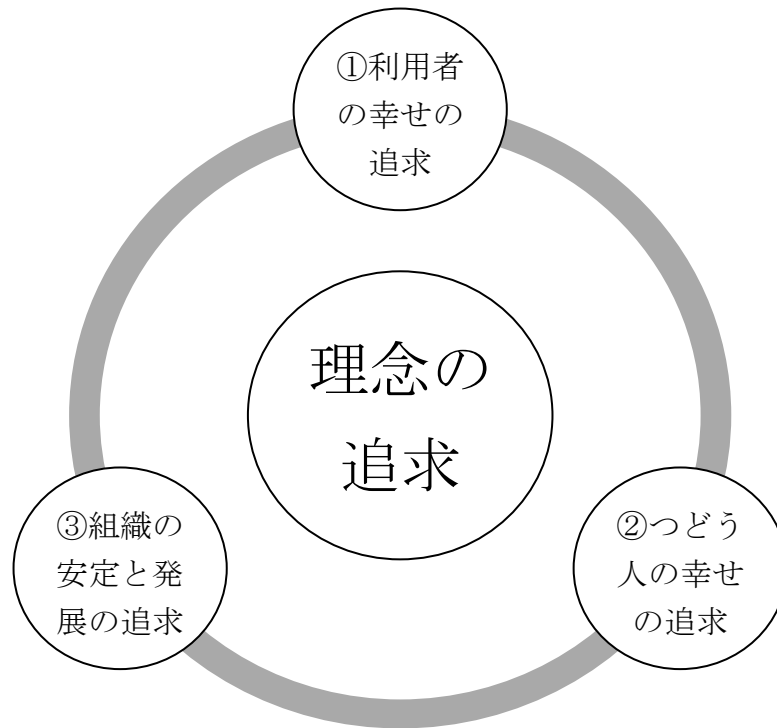 ①利用者
の幸せの
追求
理念の
追求
③組織の
安定と発
展の追求
②つどう
人の幸せ
の追求